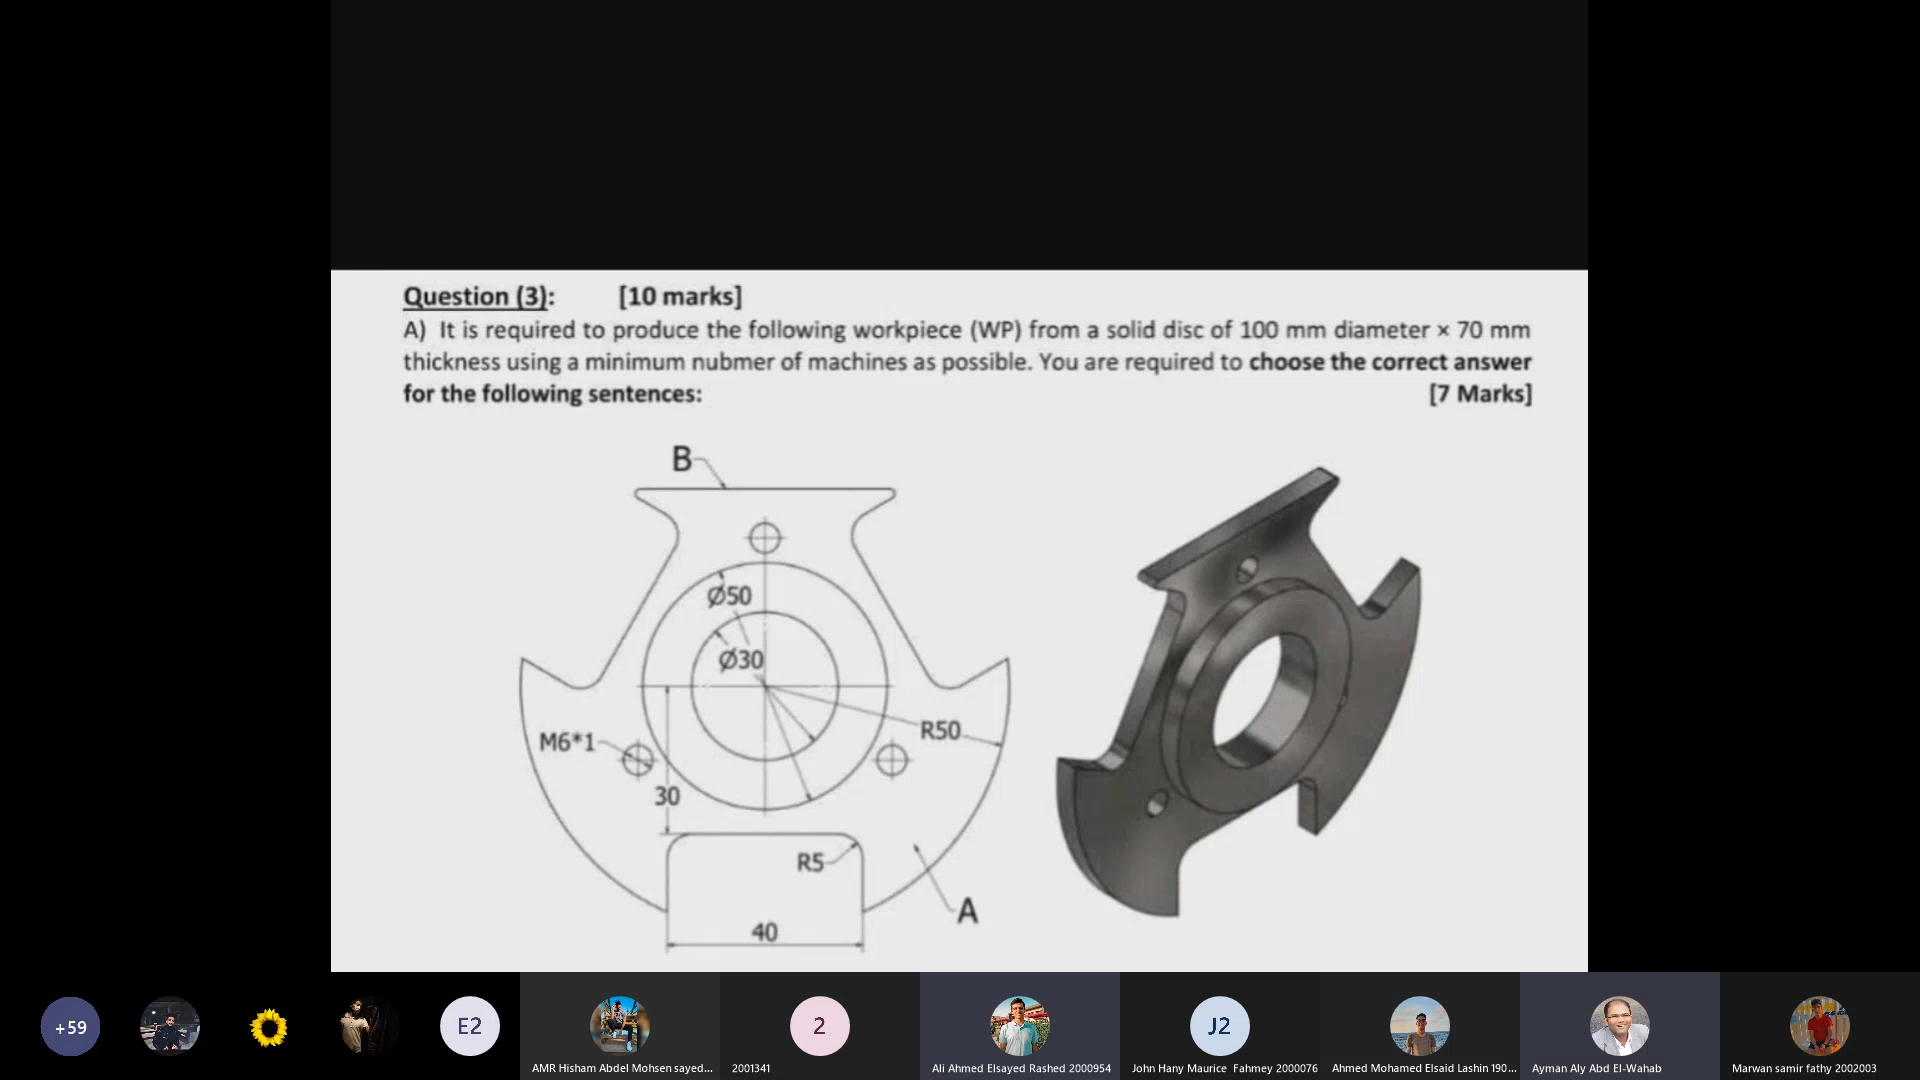 Question (3): [10 marks]
A) It is required to produce the following workpiece (WP) from a solid disc of 100 mm diameter × 70 mm
thickness using a minimum nubmer of machines as possible. You are required to choose the correct answer
for the following sentences: [7 Marks]
B
Ø50
Ø30
R50
M6*1
30
R5
A
40
+59
E2
2
J2
AMR Hisham Abdel Mohsen sayed...
2001341
Ali Ahmed Elsayed Rashed 2000954
John Hany Maurice Fahmey 2000076
Ahmed Mohamed Elsaid Lashin 190...
Ayman Aly Abd El-Wahab
Marwan samir fathy 2002003